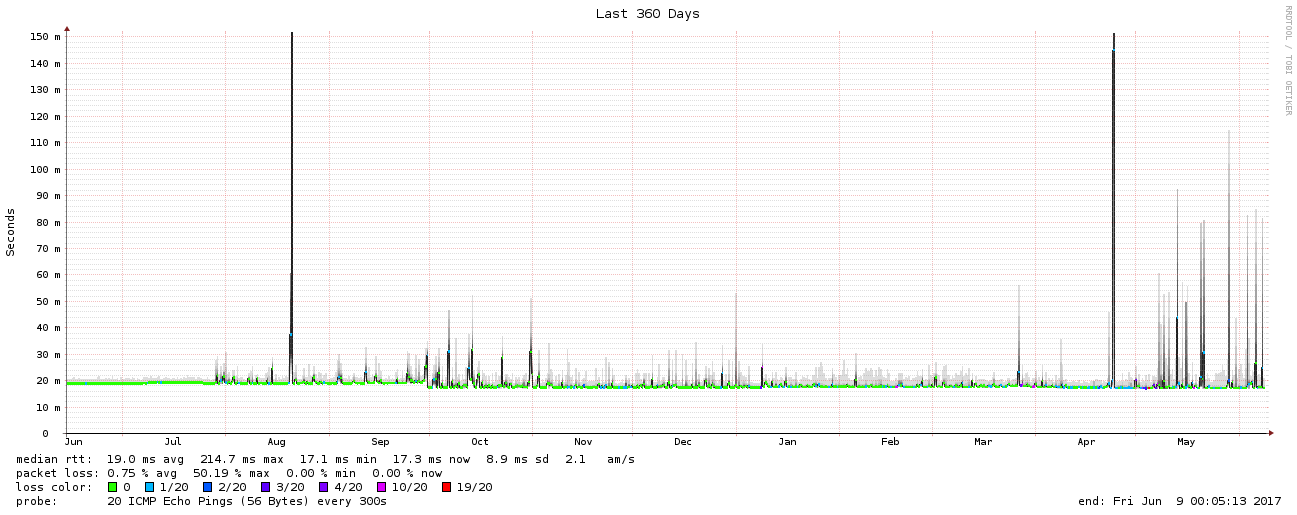 Last 360 Days
RRDTOOL / TOBI OETIKER
Seconds
150 m
140 m
130 m
120 m
110 m
100 m
90 m
80 m
70 m
60 m
50 m
40 m
30 m
20 m
10 m
0
Jun Jul Aug Sep Oct Nov Dec Jan Feb Mar Apr May
median rtt: 19.0 ms avg 214.7 ms max 17.1 ms min 17.3 ms now 8.9 ms sd 2.1 am/s
packet loss: 0.75 % avg 50.19 % max 0.00 % min 0.00 % now
loss color: 0 1/20 2/20 3/20 4/20 10/20 19/20
probe: 20 ICMP Echo Pings (56 Bytes) every 300s end: Fri Jun 9 00:05:13 2017